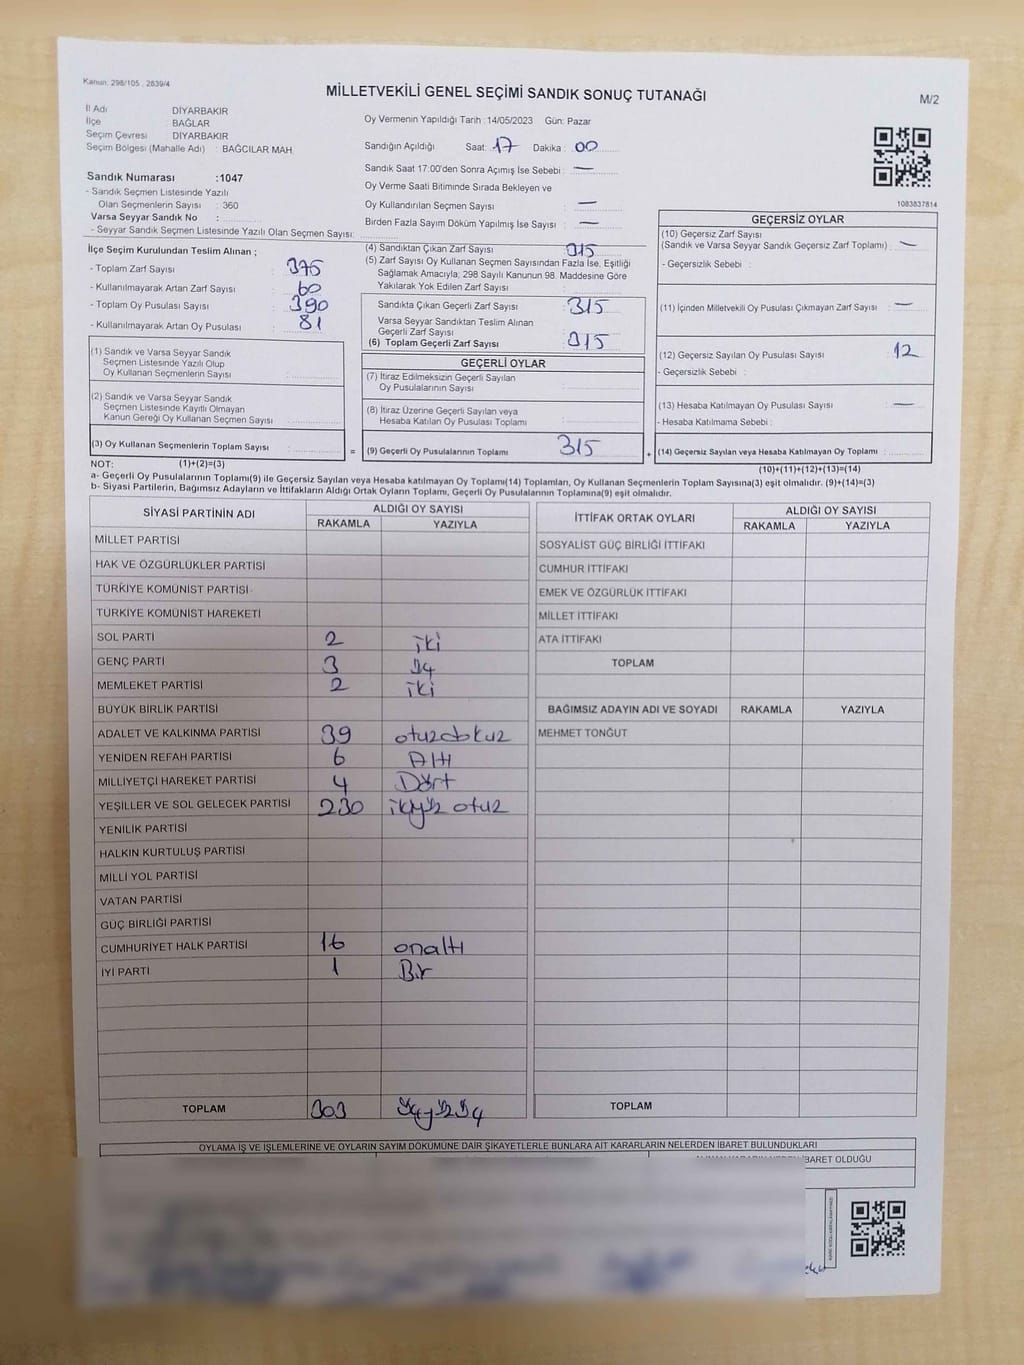 Kanun: 298/105 , 2839/4
MİLLETVEKİLİ GENEL SEÇİMİ SANDIK SONUÇ TUTANAĞI
M/2
İl Adı DİYARBAKIR
İlçe BAĞLAR
Seçim Çevresi DİYARBAKIR
Seçim Bölgesi (Mahalle Adı) : BAĞCILAR MAH.
Sandık Numarası :1047
- Sandık Seçmen Listesinde Yazılı
Olan Seçmenlerin Sayısı : 360
Varsa Seyyar Sandık No :
- Seyyar Sandık Seçmen Listesinde Yazılı Olan Seçmen Sayısı:
Oy Vermenin Yapıldığı Tarih :14/05/2023 Gün: Pazar
Sandığın Açıldığı Saat: 17 Dakika : 00
Sandık Saat 17:00'den Sonra Açımış İse Sebebi : —
Oy Verme Saati Bitiminde Sırada Bekleyen ve
Oy Kullandırılan Seçmen Sayısı : —
Birden Fazla Sayım Döküm Yapılmış İse Sayısı : —
1083837814
İlçe Seçim Kurulundan Teslim Alınan ;
- Toplam Zarf Sayısı : 375
- Kullanılmayarak Artan Zarf Sayısı : 60
- Toplam Oy Pusulası Sayısı : 390
- Kullanılmayarak Artan Oy Pusulası : 81
(1) Sandık ve Varsa Seyyar Sandık
Seçmen Listesinde Yazılı Olup
Oy Kullanan Seçmenlerin Sayısı :
(2) Sandık ve Varsa Seyyar Sandık
Seçmen Listesinde Kayıtlı Olmayan
Kanun Gereği Oy Kullanan Seçmen Sayısı :
(3) Oy Kullanan Seçmenlerin Toplam Sayısı :
(4) Sandıktan Çıkan Zarf Sayısı : 315
(5) Zarf Sayısı Oy Kullanan Seçmen Sayısından Fazla İse, Eşitliği
Sağlamak Amacıyla; 298 Sayılı Kanunun 98. Maddesine Göre
Yakılarak Yok Edilen Zarf Sayısı :
Sandıkta Çıkan Geçerli Zarf Sayısı : 315
Varsa Seyyar Sandıktan Teslim Alınan
Geçerli Zarf Sayısı :
(6) Toplam Geçerli Zarf Sayısı : 315
GEÇERLİ OYLAR
(7) İtiraz Edilmeksizin Geçerli Sayılan
Oy Pusulalarının Sayısı :
(8) İtiraz Üzerine Geçerli Sayılan veya
Hesaba Katılan Oy Pusulası Toplamı :
= (9) Geçerli Oy Pusulalarının Toplamı : 315
GEÇERSİZ OYLAR
(10) Geçersiz Zarf Sayısı
(Sandık ve Varsa Seyyar Sandık Geçersiz Zarf Toplamı) : —
- Geçersizlik Sebebi :
(11) İçinden Milletvekili Oy Pusulası Çıkmayan Zarf Sayısı : —
(12) Geçersiz Sayılan Oy Pusulası Sayısı : 12
- Geçersizlik Sebebi :
(13) Hesaba Katılmayan Oy Pusulası Sayısı : —
- Hesaba Katılmama Sebebi :
+ (14) Geçersiz Sayılan veya Hesaba Katılmayan Oy Toplamı :
NOT: (1)+(2)=(3) (10)+(11)+(12)+(13)=(14)
a- Geçerli Oy Pusulalarının Toplamı(9) ile Geçersiz Sayılan veya Hesaba katılmayan Oy Toplamı(14) Toplamları, Oy Kullanan Seçmenlerin Toplam Sayısına(3) eşit olmalıdır. (9)+(14)=(3)
b- Siyasi Partilerin, Bağımsız Adayların ve İttifakların Aldığı Ortak Oyların Toplamı, Geçerli Oy Pusulalarının Toplamına(9) eşit olmalıdır.
SİYASİ PARTİNİN ADI ALDIĞI OY SAYISI
RAKAMLA YAZIYLA
MİLLET PARTİSİ
HAK VE ÖZGÜRLÜKLER PARTİSİ
TÜRKİYE KOMÜNİST PARTİSİ
TÜRKİYE KOMÜNİST HAREKETİ
SOL PARTİ 2 iki
GENÇ PARTİ 3
MEMLEKET PARTİSİ 2 iki
BÜYÜK BİRLİK PARTİSİ
ADALET VE KALKINMA PARTİSİ 39 otuzdokuz
YENİDEN REFAH PARTİSİ 6 Altı
MİLLİYETÇİ HAREKET PARTİSİ 4 Dört
YEŞİLLER VE SOL GELECEK PARTİSİ 230 ikiyüz otuz
YENİLİK PARTİSİ
HALKIN KURTULUŞ PARTİSİ
MİLLİ YOL PARTİSİ
VATAN PARTİSİ
GÜÇ BİRLİĞİ PARTİSİ
CUMHURİYET HALK PARTİSİ 16 onaltı
İYİ PARTİ 1 Bir
TOPLAM 303
İTTİFAK ORTAK OYLARI ALDIĞI OY SAYISI
RAKAMLA YAZIYLA
SOSYALİST GÜÇ BİRLİĞİ İTTİFAKI
CUMHUR İTTİFAKI
EMEK VE ÖZGÜRLÜK İTTİFAKI
MİLLET İTTİFAKI
ATA İTTİFAKI
TOPLAM
BAĞIMSIZ ADAYIN ADI VE SOYADI RAKAMLA YAZIYLA
MEHMET TONĞUT
TOPLAM
OYLAMA İŞ VE İŞLEMLERİNE VE OYLARIN SAYIM DÖKÜMÜNE DAİR ŞİKAYETLERLE BUNLARA AİT KARARLARIN NELERDEN İBARET BULUNDUKLARI
İBARET OLDUĞU